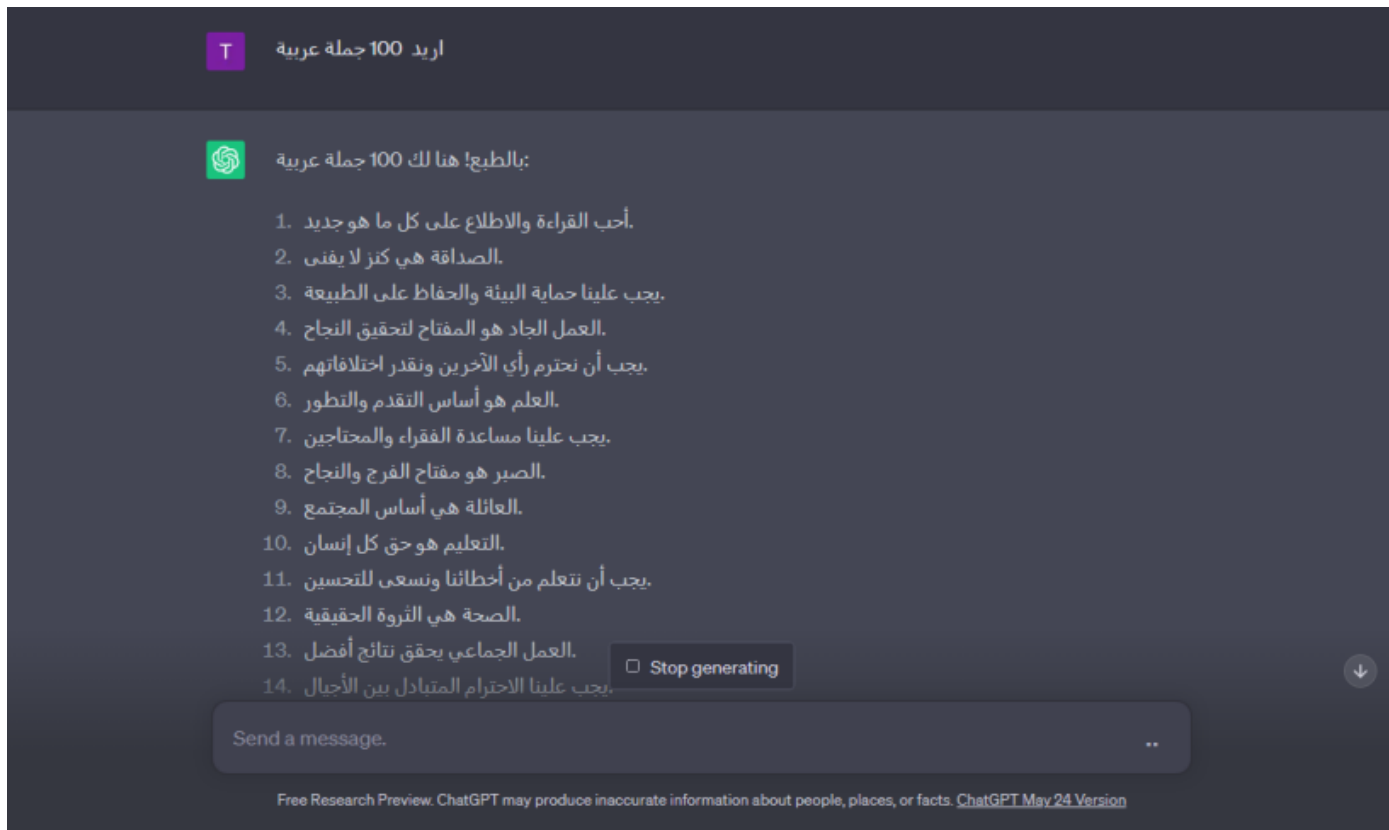 T
اريد 100 جملة عربية
بالطبع! هنا لك 100 جملة عربية:
1. أحب القراءة والاطلاع على كل ما هو جديد.
2. الصداقة هي كنز لا يفنى.
3. يجب علينا حماية البيئة والحفاظ على الطبيعة.
4. العمل الجاد هو المفتاح لتحقيق النجاح.
5. يجب أن نحترم رأي الآخرين ونقدر اختلافاتهم.
6. العلم هو أساس التقدم والتطور.
7. يجب علينا مساعدة الفقراء والمحتاجين.
8. الصبر هو مفتاح الفرج والنجاح.
9. العائلة هي أساس المجتمع.
10. التعليم هو حق كل إنسان.
11. يجب أن نتعلم من أخطائنا ونسعى للتحسين.
12. الصحة هي الثروة الحقيقية.
13. العمل الجماعي يحقق نتائج أفضل.
Stop generating
14. يجب علينا الاحترام المتبادل بين الأجيال.
Send a message.
Free Research Preview. ChatGPT may produce inaccurate information about people, places, or facts. ChatGPT May 24 Version